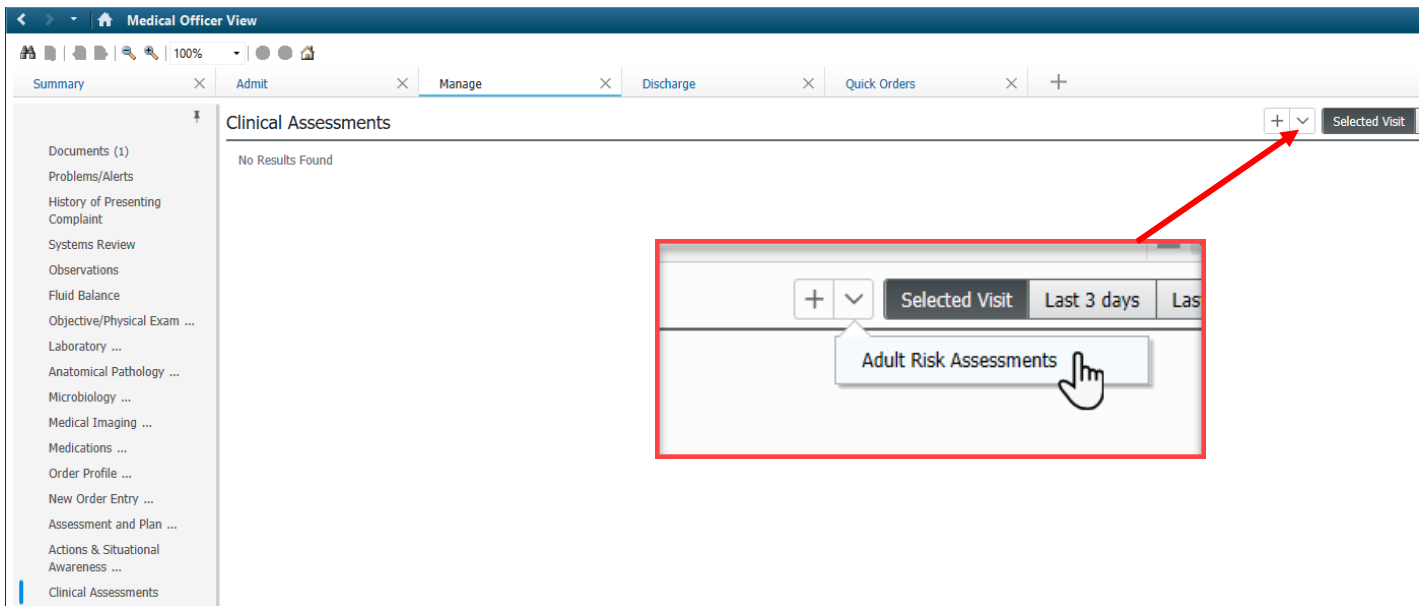 Medical Officer View
100%
Summary
Admit
Manage
Discharge
Quick Orders
Clinical Assessments
Selected Visit
No Results Found
Documents (1)
Problems/Alerts
History of Presenting
Complaint
Systems Review
Observations
Fluid Balance
Objective/Physical Exam ...
Laboratory ...
Anatomical Pathology ...
Microbiology ...
Medical Imaging ...
Medications ...
Order Profile ...
New Order Entry ...
Assessment and Plan ...
Actions & Situational
Awareness ...
Clinical Assessments
Selected Visit
Last 3 days
Las
Adult Risk Assessments